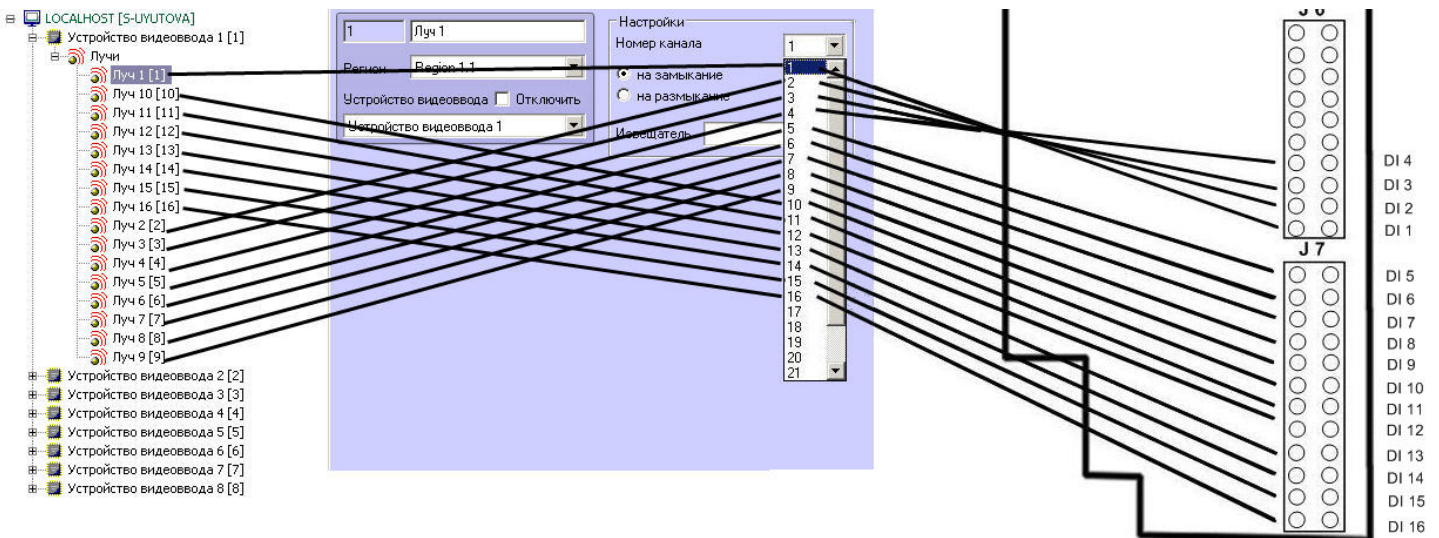 LOCALHOST [S-UYUTOVA]
Устройство видеоввода 1 [1]
Лучи
Луч 1 [1]
Луч 10 [10]
Луч 11 [11]
Луч 12 [12]
Луч 13 [13]
Луч 14 [14]
Луч 15 [15]
Луч 16 [16]
Луч 2 [2]
Луч 3 [3]
Луч 4 [4]
Луч 5 [5]
Луч 6 [6]
Луч 7 [7]
Луч 8 [8]
Луч 9 [9]
Устройство видеоввода 2 [2]
Устройство видеоввода 3 [3]
Устройство видеоввода 4 [4]
Устройство видеоввода 5 [5]
Устройство видеоввода 6 [6]
Устройство видеоввода 7 [7]
Устройство видеоввода 8 [8]
1
Луч 1
Регион
Region 1.1
Устройство видеоввода
Отключить
Устройство видеоввода 1
Настройки
Номер канала
1
на замыкание
на размыкание
Извещатель
1
2
3
4
5
6
7
8
9
10
11
12
13
14
15
16
17
18
19
20
21
J 6
DI 4
DI 3
DI 2
DI 1
J 7
DI 5
DI 6
DI 7
DI 8
DI 9
DI 10
DI 11
DI 12
DI 13
DI 14
DI 15
DI 16